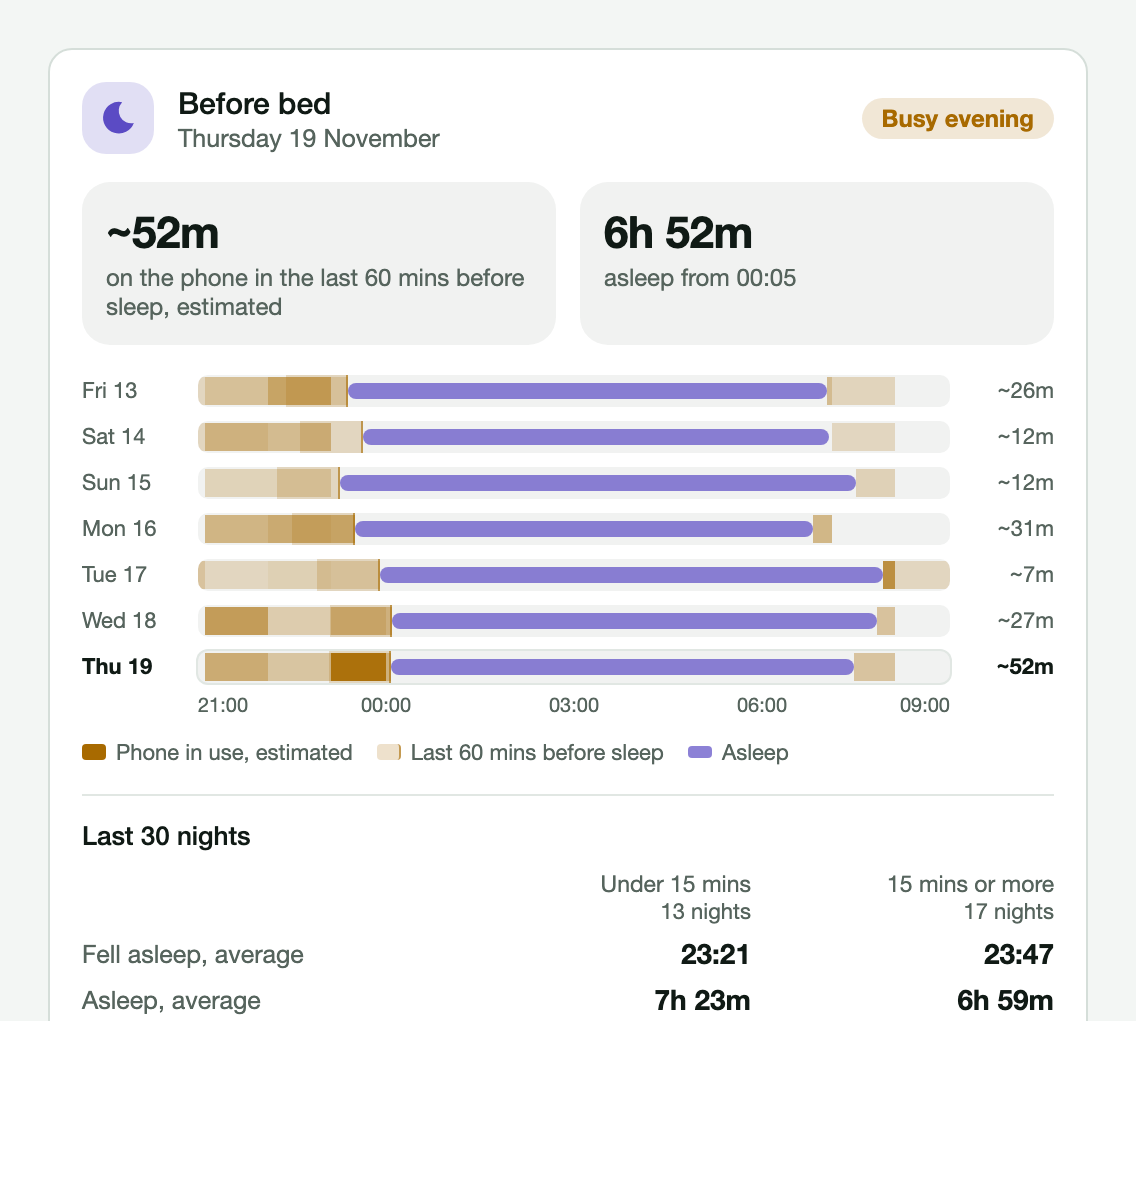 Before bed
Thursday 19 November
Busy evening
~52m
on the phone in the last 60 mins before
sleep, estimated
6h 52m
asleep from 00:05
Fri 13 ~26m
Sat 14 ~12m
Sun 15 ~12m
Mon 16 ~31m
Tue 17 ~7m
Wed 18 ~27m
Thu 19 ~52m
21:00 00:00 03:00 06:00 09:00
Phone in use, estimated Last 60 mins before sleep Asleep
Last 30 nights
Under 15 mins 15 mins or more
13 nights 17 nights
Fell asleep, average 23:21 23:47
Asleep, average 7h 23m 6h 59m